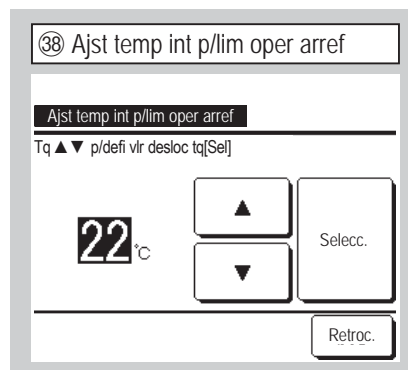 ㊳ Ajst temp int p/lim oper arref
Ajst temp int p/lim oper arref
Tq ▲▼ p/defi vlr desloc tq[Sel]
▲
22°C
Selecc.
▼
Retroc.